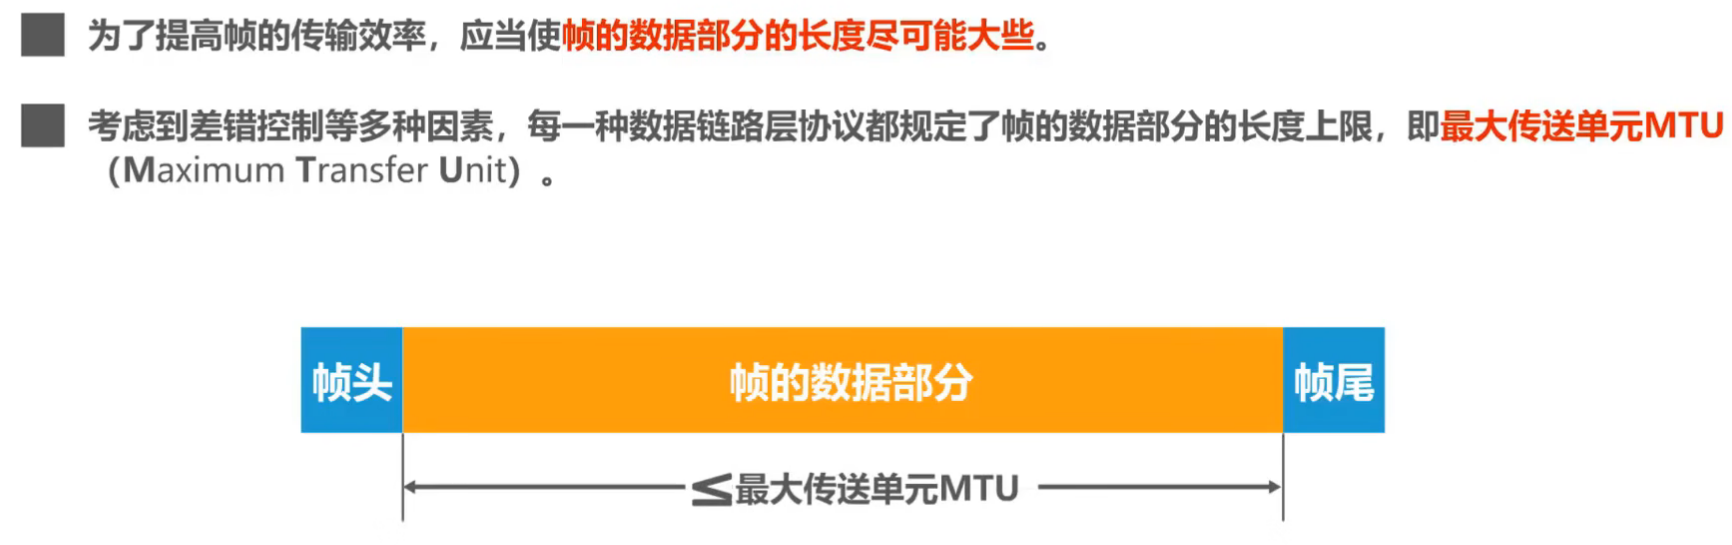 为了提高帧的传输效率，应当使帧的数据部分的长度尽可能大些。
考虑到差错控制等多种因素，每一种数据链路层协议都规定了帧的数据部分的长度上限，即最大传送单元MTU
（Maximum Transfer Unit）。
帧头 帧的数据部分 帧尾
≤最大传送单元MTU